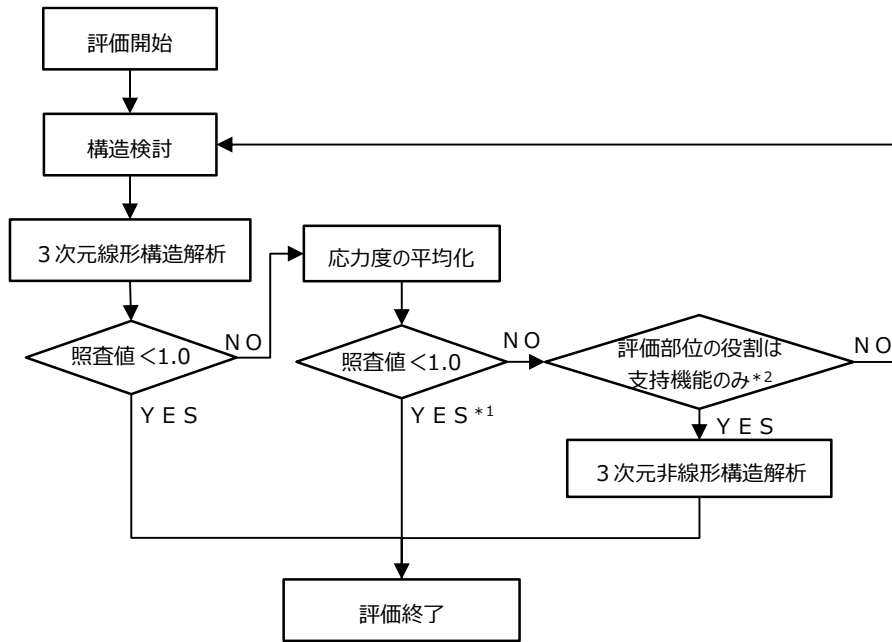 評価開始
構造検討
３次元線形構造解析
照査値＜1.0
ＮＯ
ＹＥＳ
応力度の平均化
照査値＜1.0
ＮＯ
ＹＥＳ*1
評価部位の役割は
支持機能のみ*2
ＮＯ
ＹＥＳ
３次元非線形構造解析
評価終了